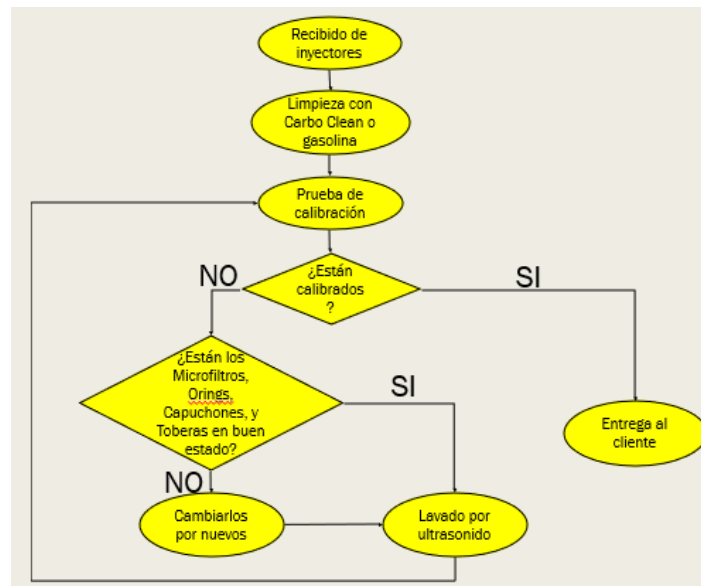 Recibido de
inyectores
Limpieza con
Carbo Clean o
gasolina
Prueba de
calibración
¿Están
calibrados
?
NO
SI
¿Están los
Microfiltros,
Orings,
Capuchones, y
Toberas en buen
estado?
SI
NO
Entrega al
cliente
Cambiarlos
por nuevos
Lavado por
ultrasonido